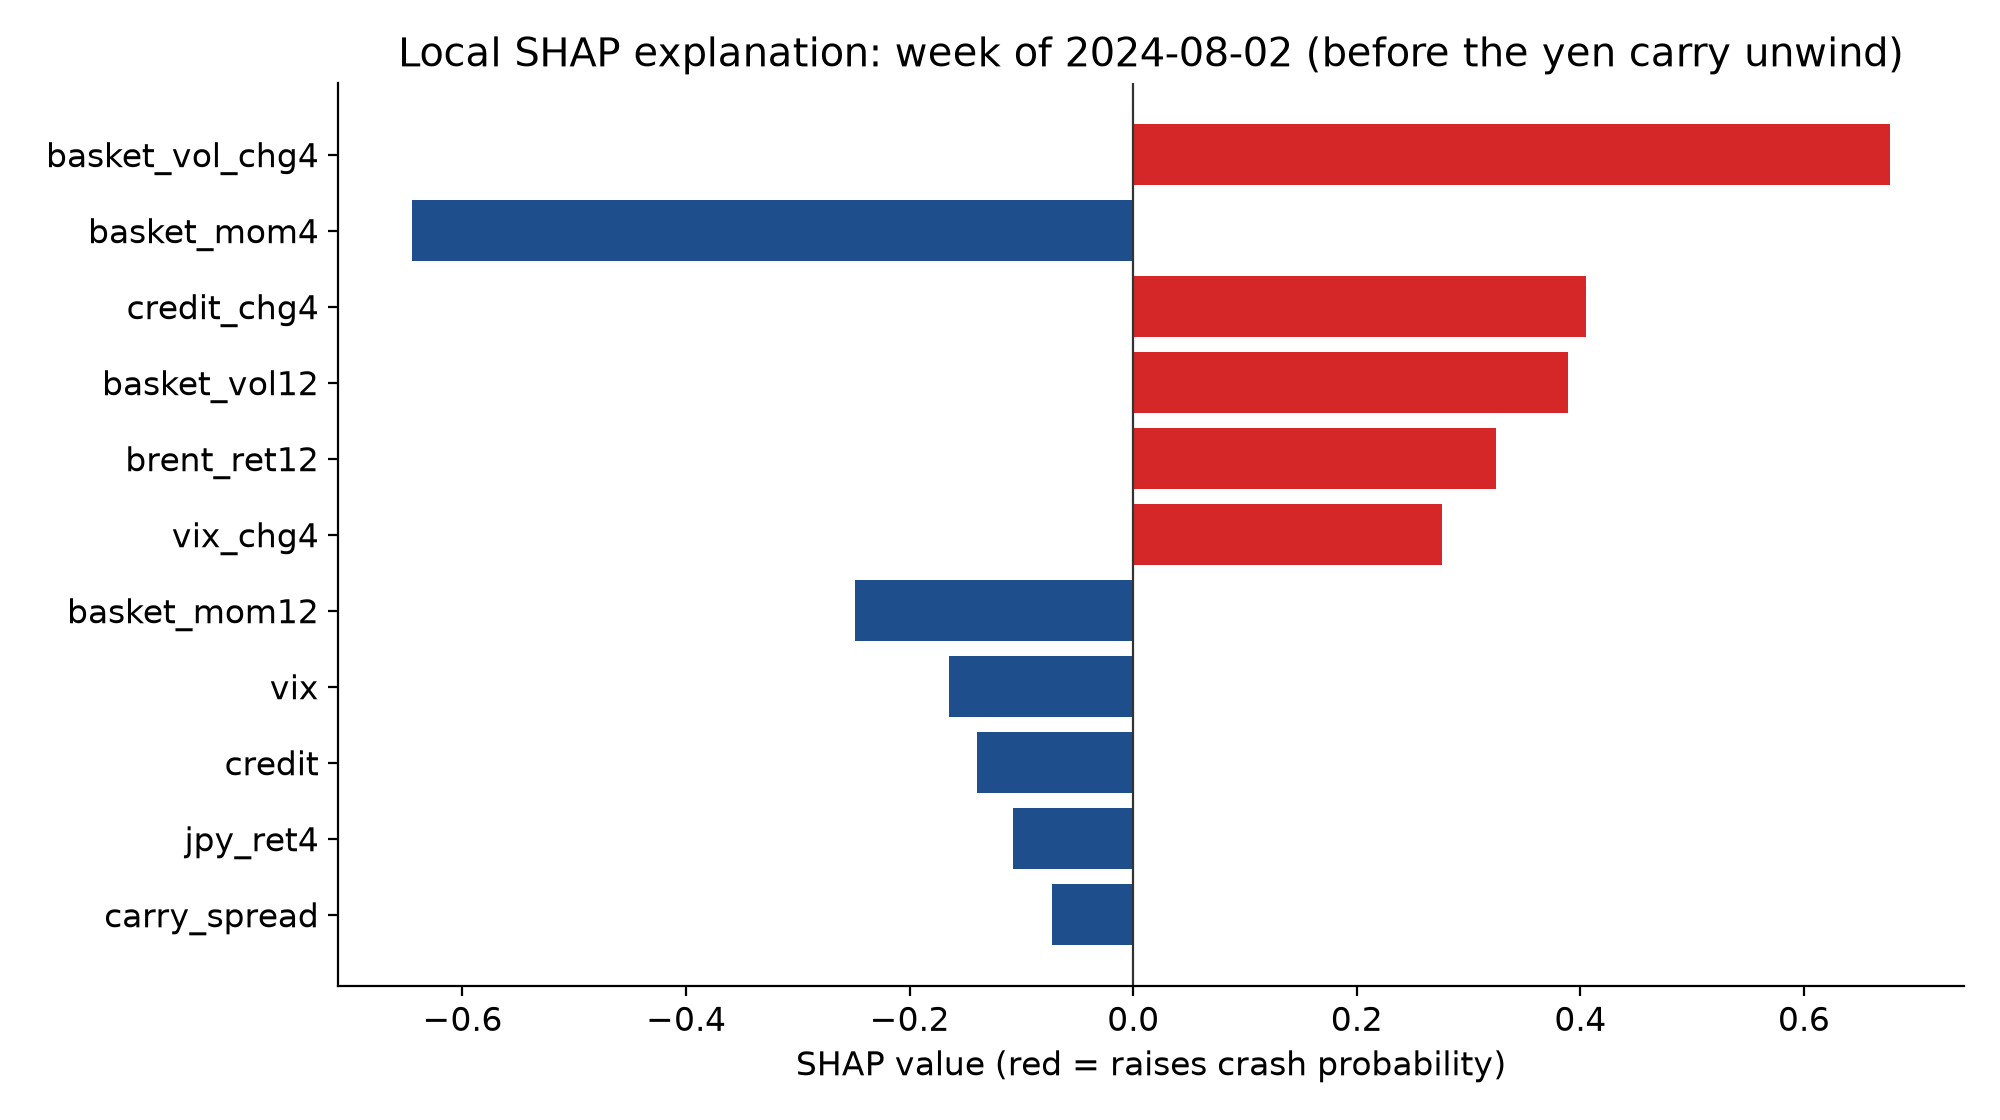 Local SHAP explanation: week of 2024-08-02 (before the yen carry unwind)
basket_vol_chg4
basket_mom4
credit_chg4
basket_vol12
brent_ret12
vix_chg4
basket_mom12
vix
credit
jpy_ret4
carry_spread
−0.6 −0.4 −0.2 0.0 0.2 0.4 0.6
SHAP value (red = raises crash probability)